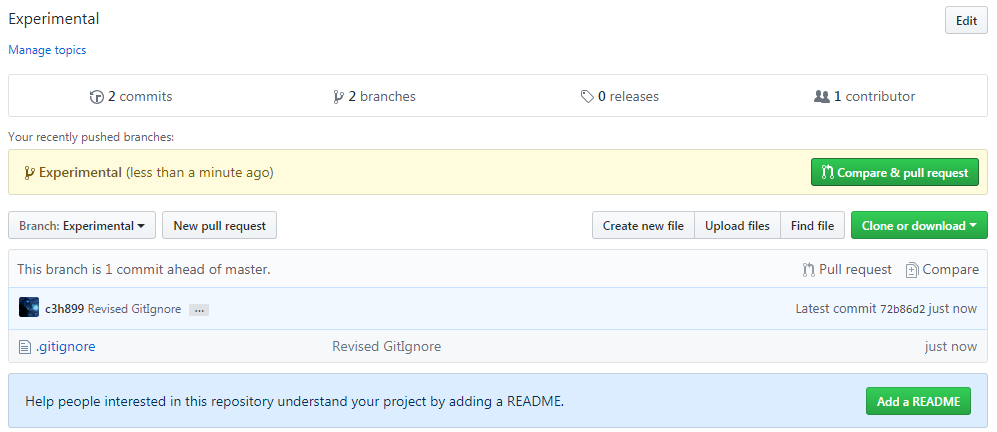 Experimental
Edit
Manage topics
2 commits
2 branches
0 releases
1 contributor
Your recently pushed branches:
Experimental (less than a minute ago)
Compare & pull request
Branch: Experimental
New pull request
Create new file
Upload files
Find file
Clone or download
This branch is 1 commit ahead of master.
Pull request
Compare
c3h899 Revised GitIgnore ...
Latest commit 72b86d2 just now
.gitignore
Revised GitIgnore
just now
Help people interested in this repository understand your project by adding a README.
Add a README